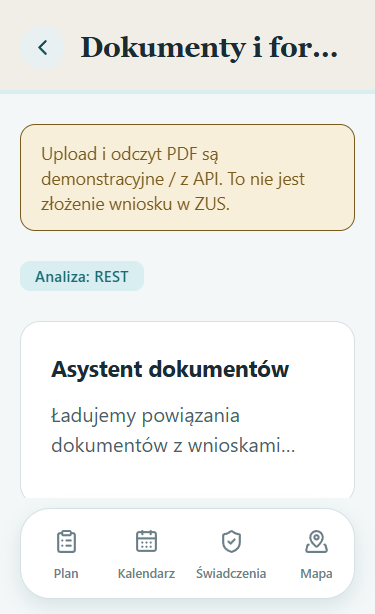 Dokumenty i for...
Upload i odczyt PDF są
demonstracyjne / z API. To nie jest
złożenie wniosku w ZUS.
Analiza: REST
Asystent dokumentów
Ładujemy powiązania
dokumentów z wnioskami...
Plan Kalendarz Świadczenia Mapa